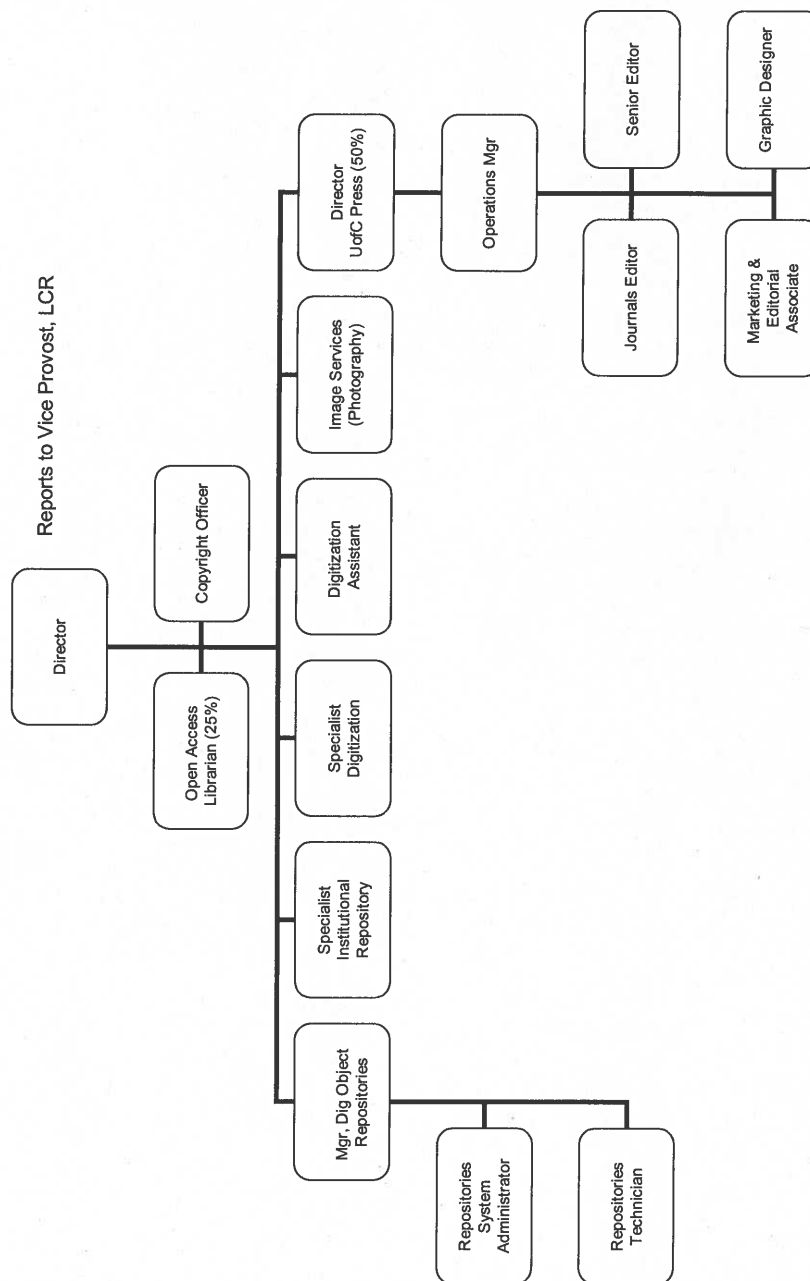 Reports to Vice Provost, LCR
Director
Open Access
Librarian (25%)
Copyright Officer
Mgr, Dig Object
Repositories
Specialist
Institutional
Repository
Specialist
Digitization
Digitization
Assistant
Image Services
(Photography)
Director
UofC Press (50%)
Repositories
System
Administrator
Repositories
Technician
Operations Mgr
Journals Editor
Senior Editor
Marketing &
Editorial
Associate
Graphic Designer